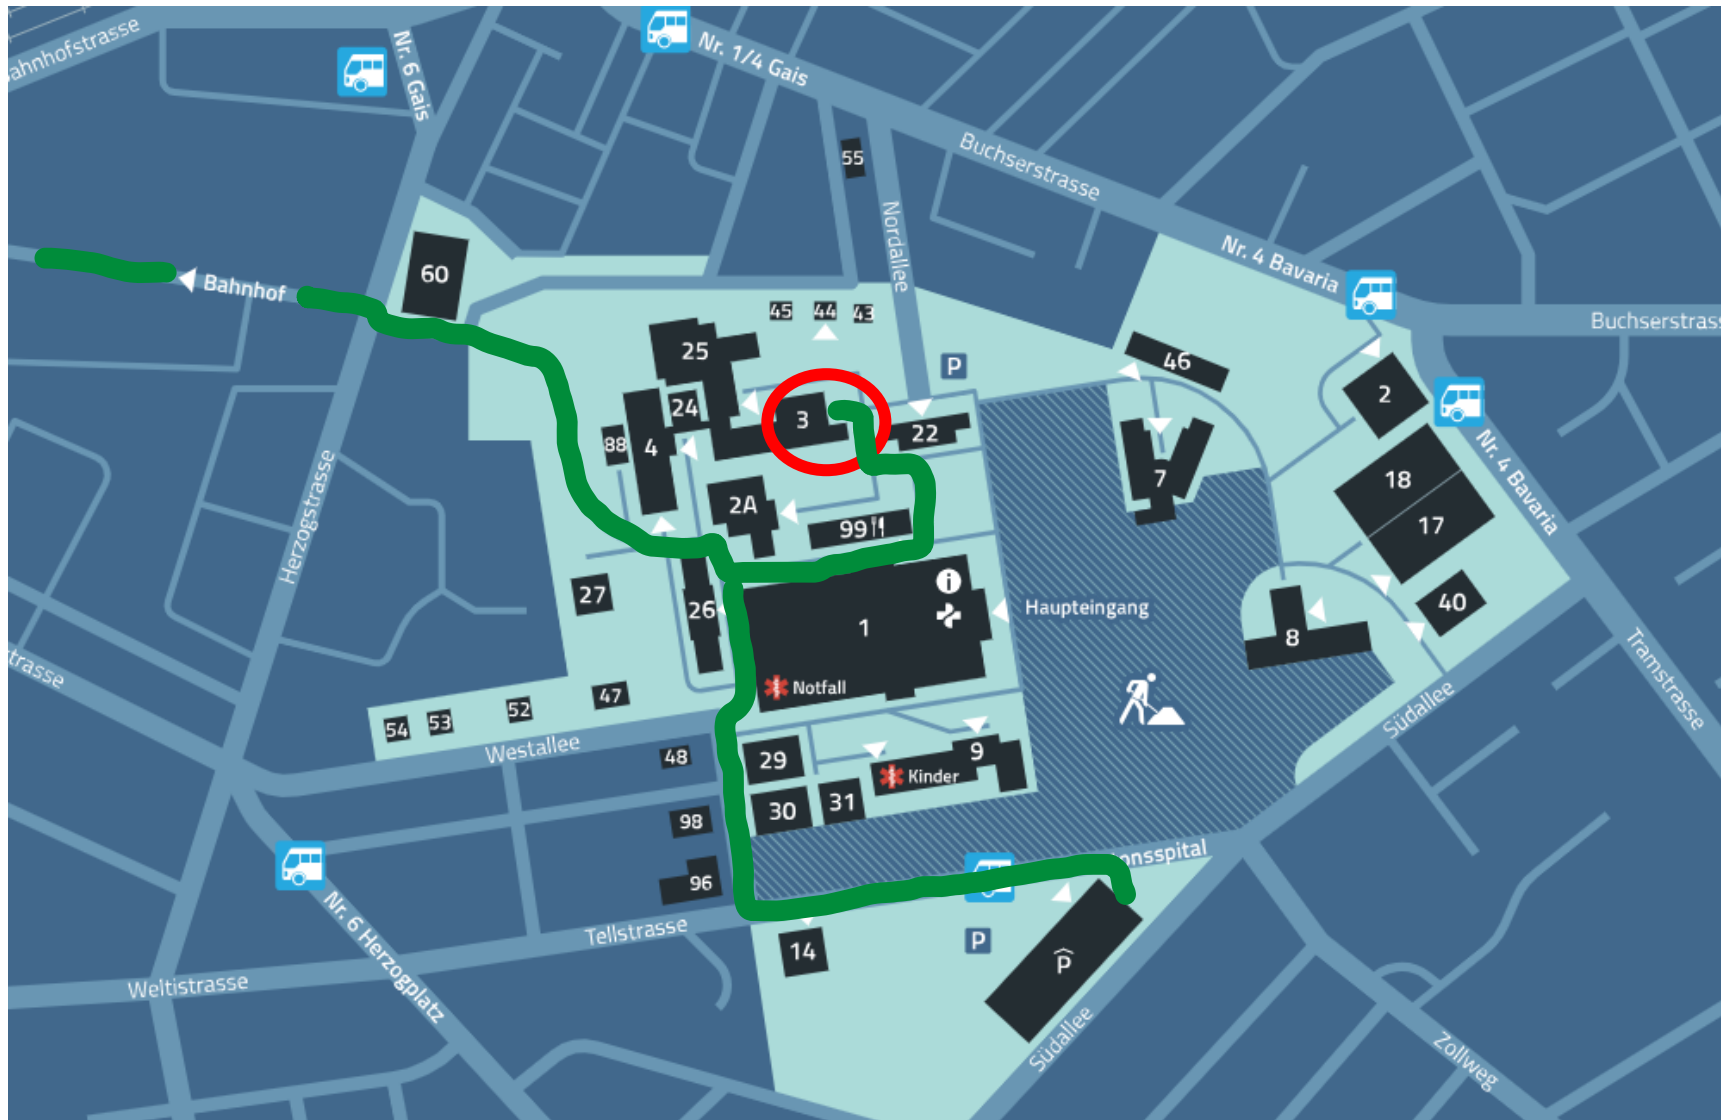 Bahnhofstrasse
Nr. 6 Gais
Nr. 1/4 Gais
Buchserstrasse
55
Nordallee
Nr. 4 Bavaria
Buchserstrass
60
Bahnhof
45
44
43
25
P
46
2
24
3
22
88
4
7
18
17
Nr. 4 Bavaria
2A
99
Herzogstrasse
27
26
1
i
Haupteingang
8
40
Notfall
strasse
54
53
52
47
Westallee
48
29
9
Kinder
30
31
98
96
Südallee
Tramstrasse
onsspital
Nr. 6 Herzogplatz
Tellstrasse
14
P
P
Weltistrasse
Südallee
Zollweg